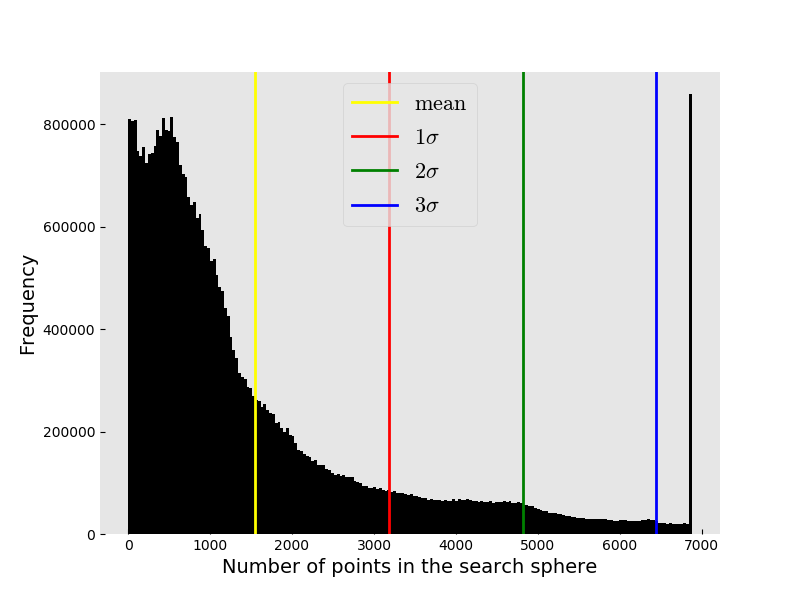 mean
1σ
2σ
3σ
800000
600000
400000
200000
0
Frequency
0 1000 2000 3000 4000 5000 6000 7000
Number of points in the search sphere